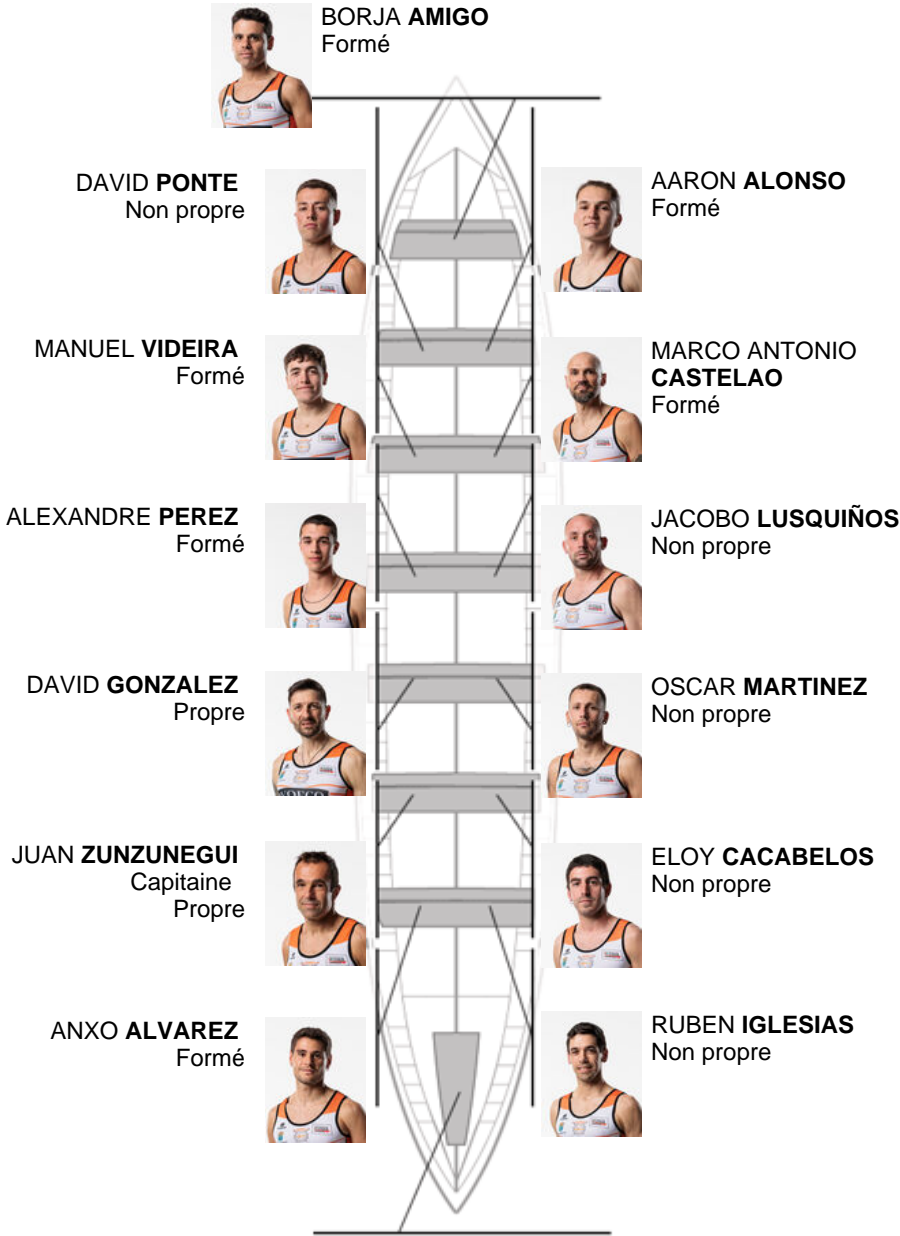 BORJA AMIGO
Formé
DAVID PONTE
Non propre
AARON ALONSO
Formé
MANUEL VIDEIRA
Formé
MARCO ANTONIO
CASTELAO
Formé
ALEXANDRE PEREZ
Formé
JACOBO LUSQUIÑOS
Non propre
DAVID GONZALEZ
Propre
OSCAR MARTINEZ
Non propre
JUAN ZUNZUNEGUI
Capitaine
Propre
ELOY CACABELOS
Non propre
ANXO ALVAREZ
Formé
RUBEN IGLESIAS
Non propre